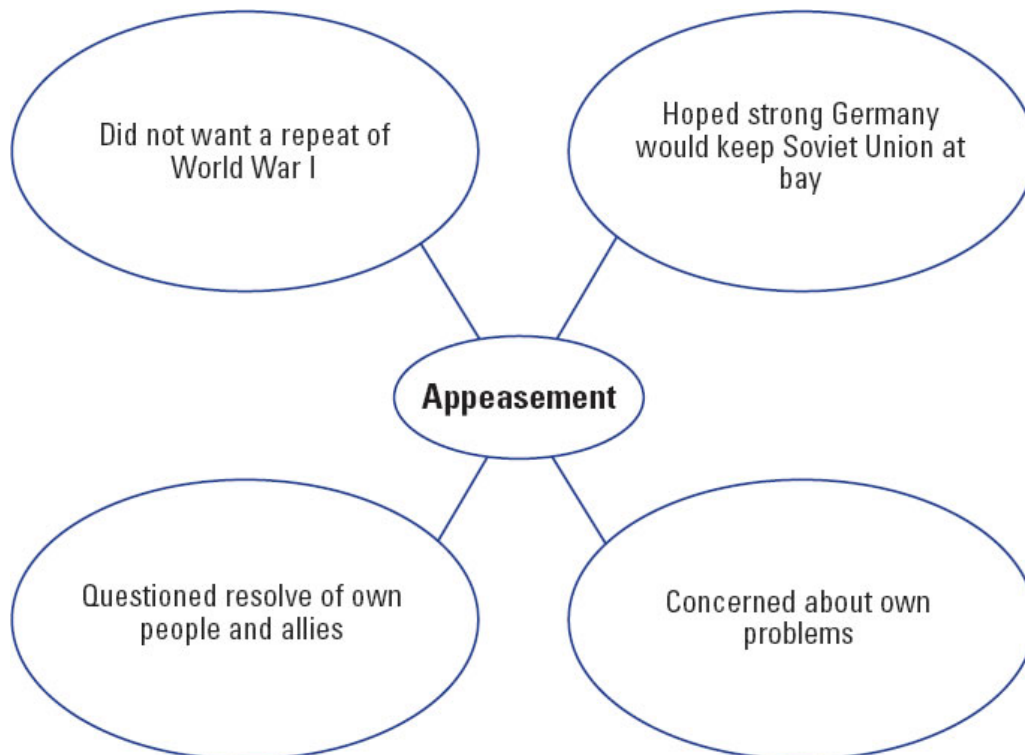 Did not want a repeat of
World War I
Hoped strong Germany
would keep Soviet Union at
bay
Appeasement
Questioned resolve of own
people and allies
Concerned about own
problems